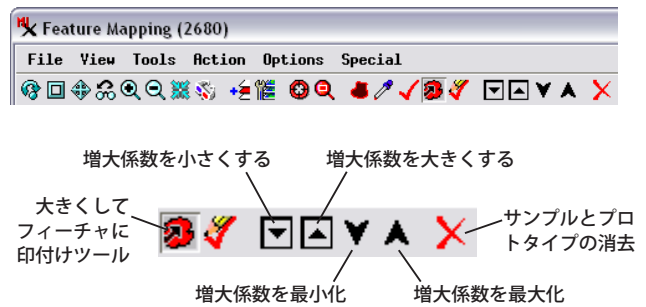 Feature Mapping (2680)
File View Tools Action Options Special
増大係数を小さくする
増大係数を大きくする
大きくして
フィーチャに
印付けツール
サンプルとプロ
トタイプの消去
増大係数を最小化
増大係数を最大化